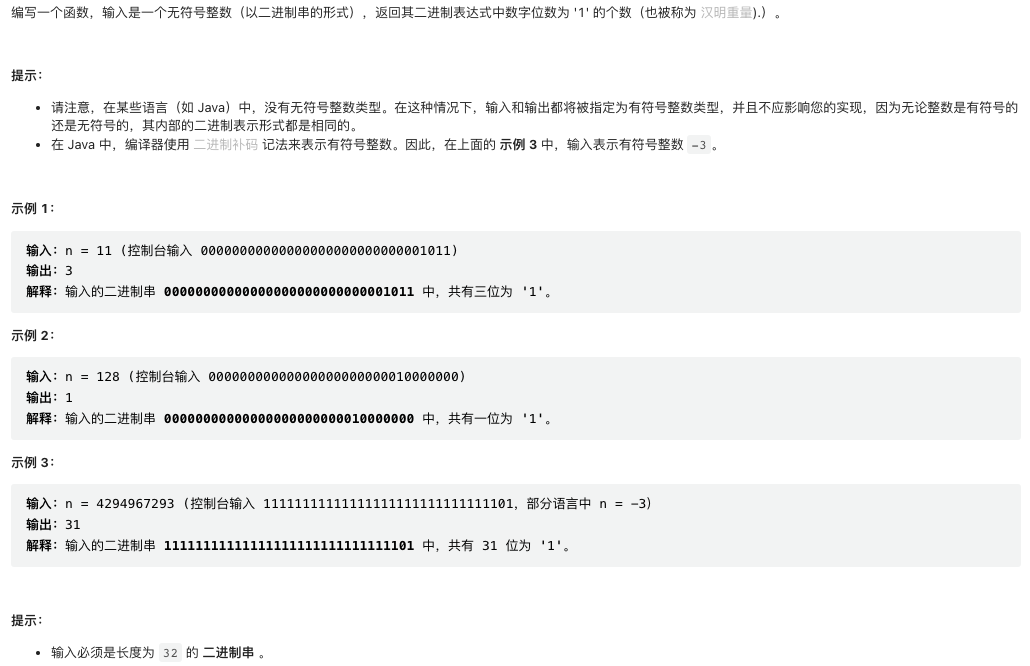 编写一个函数，输入是一个无符号整数（以二进制串的形式），返回其二进制表达式中数字位数为 '1' 的个数（也被称为 汉明重量).）。
提示：
• 请注意，在某些语言（如 Java）中，没有无符号整数类型。在这种情况下，输入和输出都将被指定为有符号整数类型，并且不应影响您的实现，因为无论整数是有符号的
还是无符号的，其内部的二进制表示形式都是相同的。
• 在 Java 中，编译器使用 二进制补码 记法来表示有符号整数。因此，在上面的 示例 3 中，输入表示有符号整数 -3 。
示例 1：
输入：n = 11 (控制台输入 00000000000000000000000000001011)
输出：3
解释：输入的二进制串 00000000000000000000000000001011 中，共有三位为 '1'。
示例 2：
输入：n = 128 (控制台输入 00000000000000000000000010000000)
输出：1
解释：输入的二进制串 00000000000000000000000010000000 中，共有一位为 '1'。
示例 3：
输入：n = 4294967293 (控制台输入 11111111111111111111111111111101，部分语言中 n = -3）
输出：31
解释：输入的二进制串 11111111111111111111111111111101 中，共有 31 位为 '1'。
提示：
• 输入必须是长度为 32 的 二进制串 。